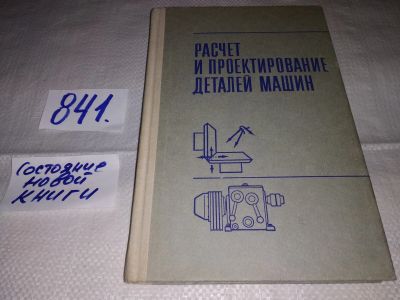 РАСЧЕТ
И ПРОЕКТИРОВАНИЕ
ДЕТАЛЕЙ МАШИН
841.
Состояние
новой
книги